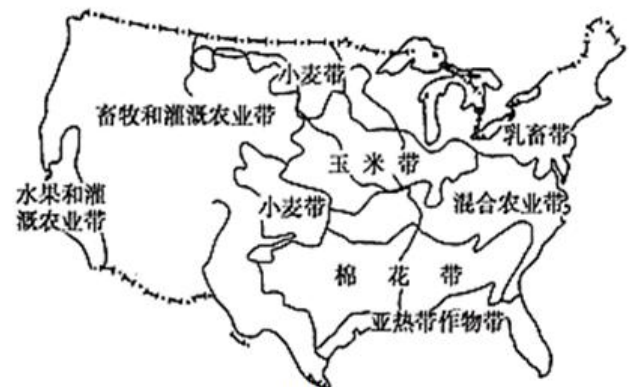 小麦带
畜牧和灌溉农业带
乳畜带
玉米带
水果和灌
溉农业带
小麦带
混合农业带
棉花带
亚热带作物带